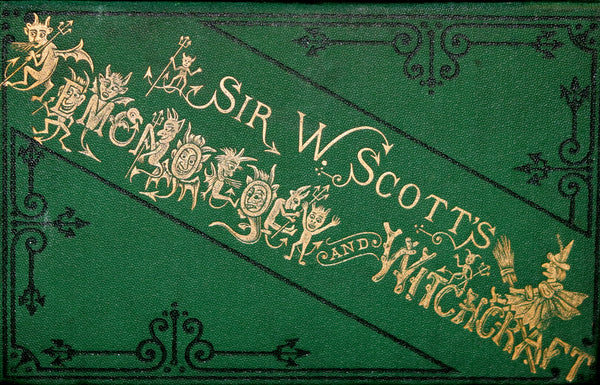 SIR W. SCOTT'S
DEMONOLOGY AND WITCHCRAFT